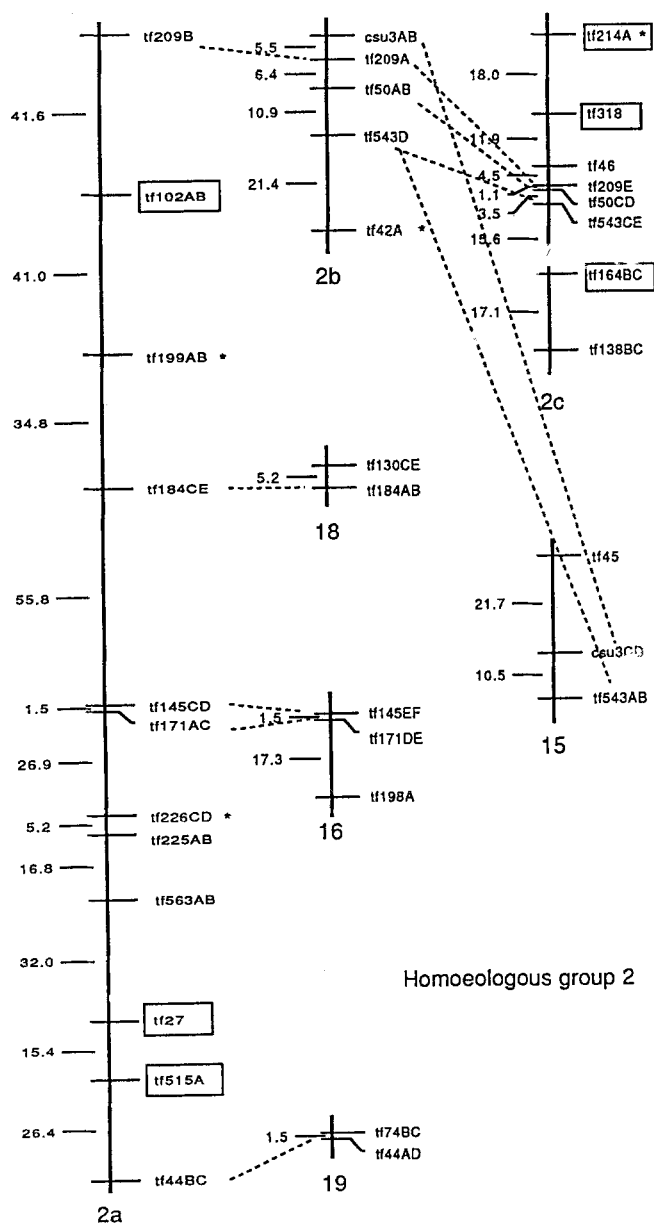 tf209B
41.6
tf102AB
41.0
tf199AB *
34.8
tf184CE
55.8
tf145CD
1.5
tf171AC
26.9
tf226CD *
5.2
tf225AB
16.8
tf563AB
32.0
tf27
15.4
tf515A
26.4
tf44BC
2a
csu3AB
5.5
tf209A
6.4
tf50AB
10.9
tf543D
21.4
tf42A *
2b
tf130CE
5.2
tf184AB
18
tf145EF
1.5
tf171DE
17.3
tf198A
16
tf74BC
1.5
tf44AD
19
tf214A *
18.0
tf318
11.9
tf46
4.5
tf209E
1.1
tf50CD
3.5
tf543CE
15.6
tf164BC
17.1
tf138BC
2c
tf45
21.7
csu3CD
10.5
tf543AB
15
Homoeologous group 2